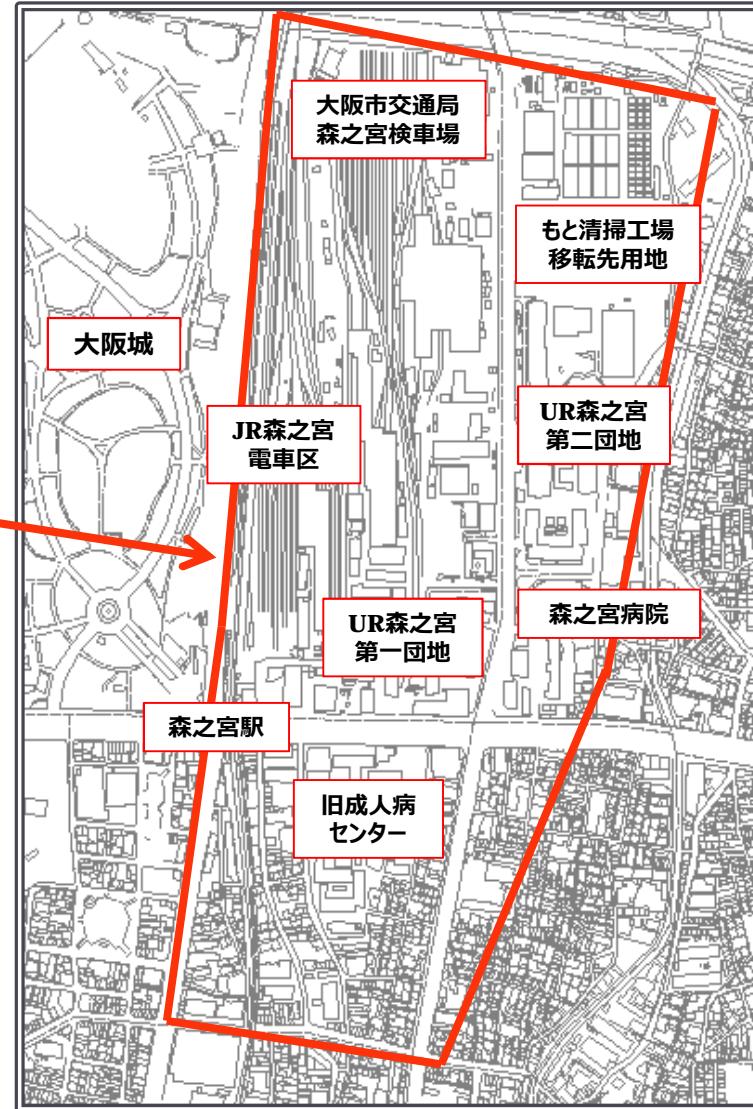 大阪市交通局
森之宮検車場
もと清掃工場
移転先用地
大阪城
JR森之宮
電車区
UR森之宮
第二団地
UR森之宮
第一団地
森之宮病院
森之宮駅
旧成人病
センター